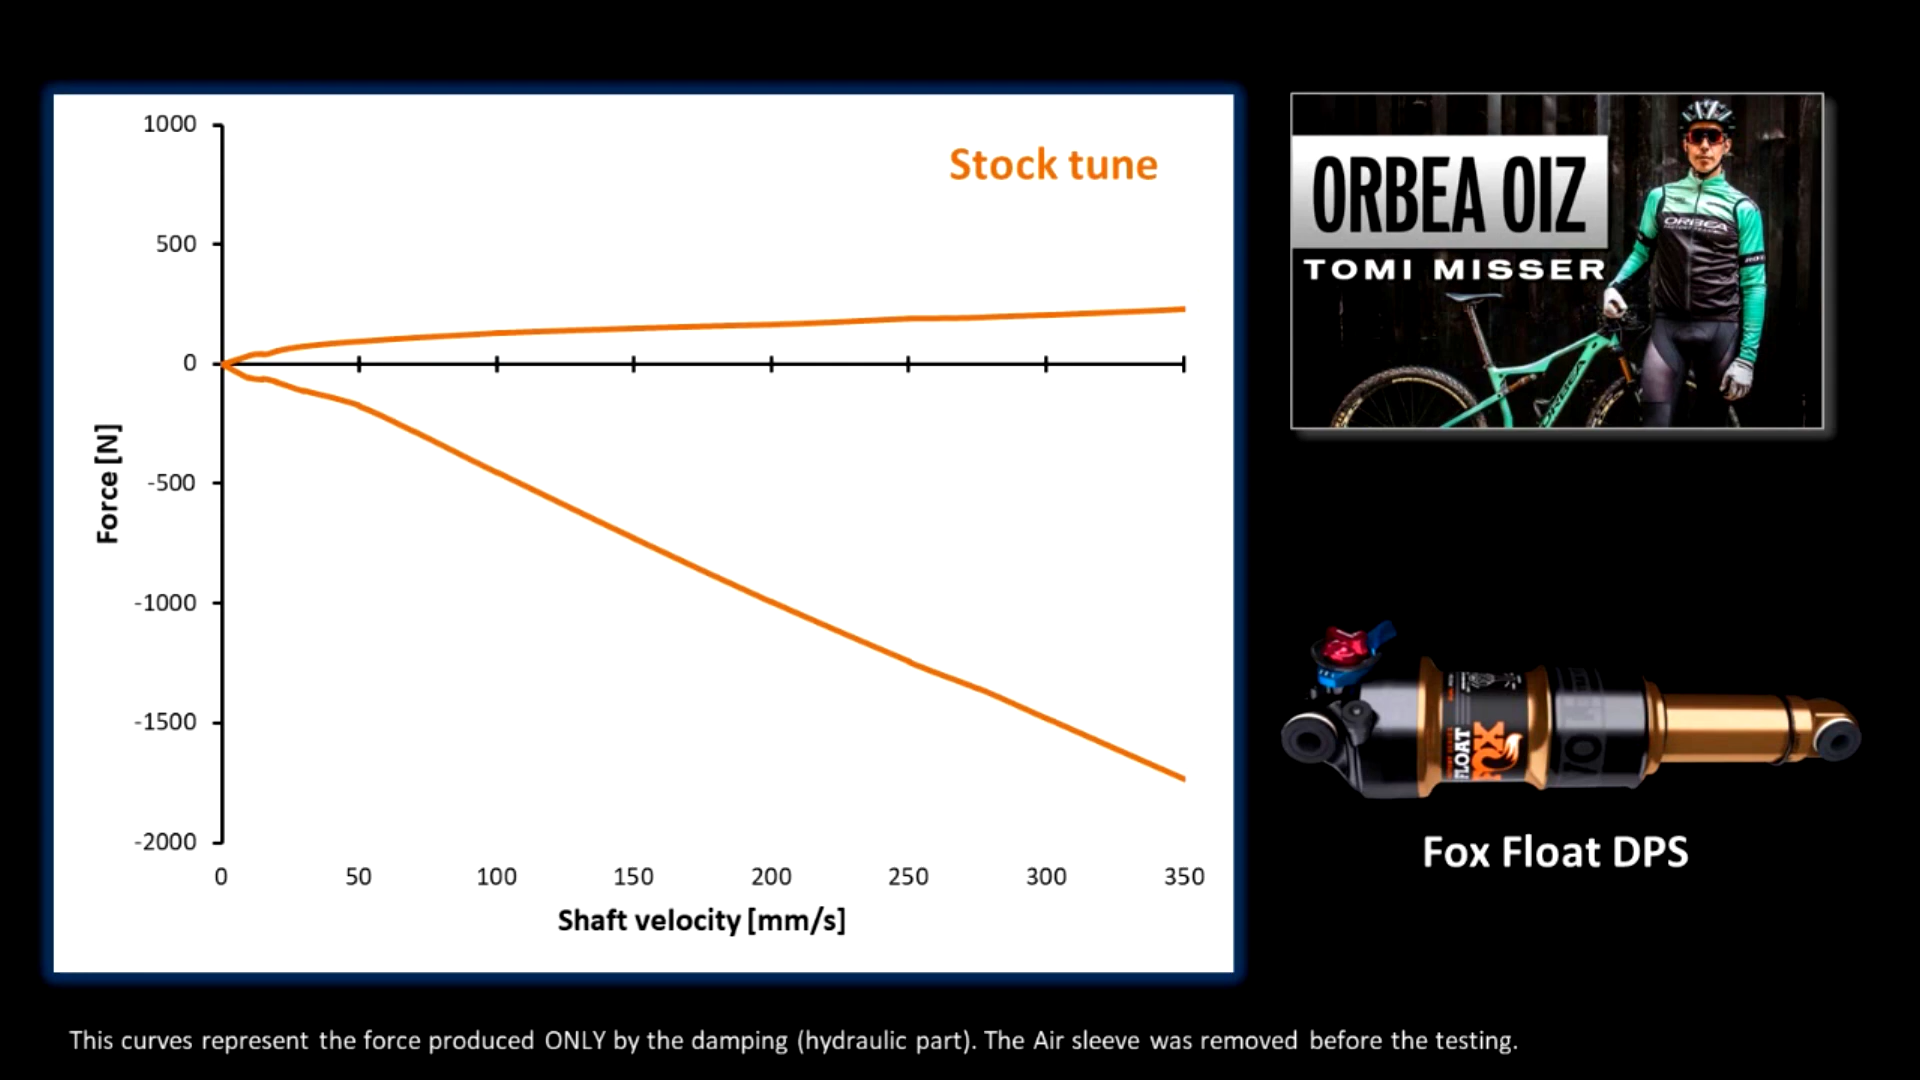 1000
Stock tune
500
0
-500
-1000
-1500
-2000
Force [N]
0 50 100 150 200 250 300 350
Shaft velocity [mm/s]
ORBEA OIZ
TOMI MISSER
ORBEA
ORBEA
FLOAT
FOX
Fox Float DPS
This curves represent the force produced ONLY by the damping (hydraulic part). The Air sleeve was removed before the testing.